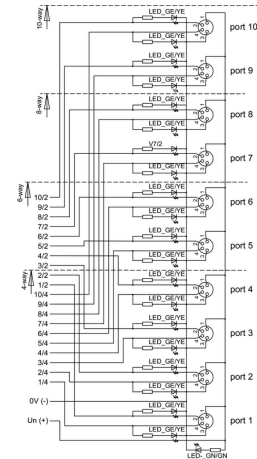 10-way
LED_GE/YE
port 10
LED_GE/YE
LED_GE/YE
port 9
LED_GE/YE
8-way
LED_GE/YE
port 8
LED_GE/YE
V7/2
port 7
LED_GE/YE
6-way
LED_GE/YE
port 6
LED_GE/YE
LED_GE/YE
port 5
LED_GE/YE
4-way
LED_GE/YE
port 4
LED_GE/YE
LED_GE/YE
port 3
LED_GE/YE
LED_GE/YE
port 2
LED_GE/YE
LED_GE/YE
port 1
LED_GE/YE
LED-_GN/GN
10/2
9/2
8/2
7/2
6/2
5/2
4/2
3/2
2/2
1/2
10/4
9/4
8/4
7/4
6/4
5/4
4/4
3/4
2/4
1/4
0V (-)
Un (+)